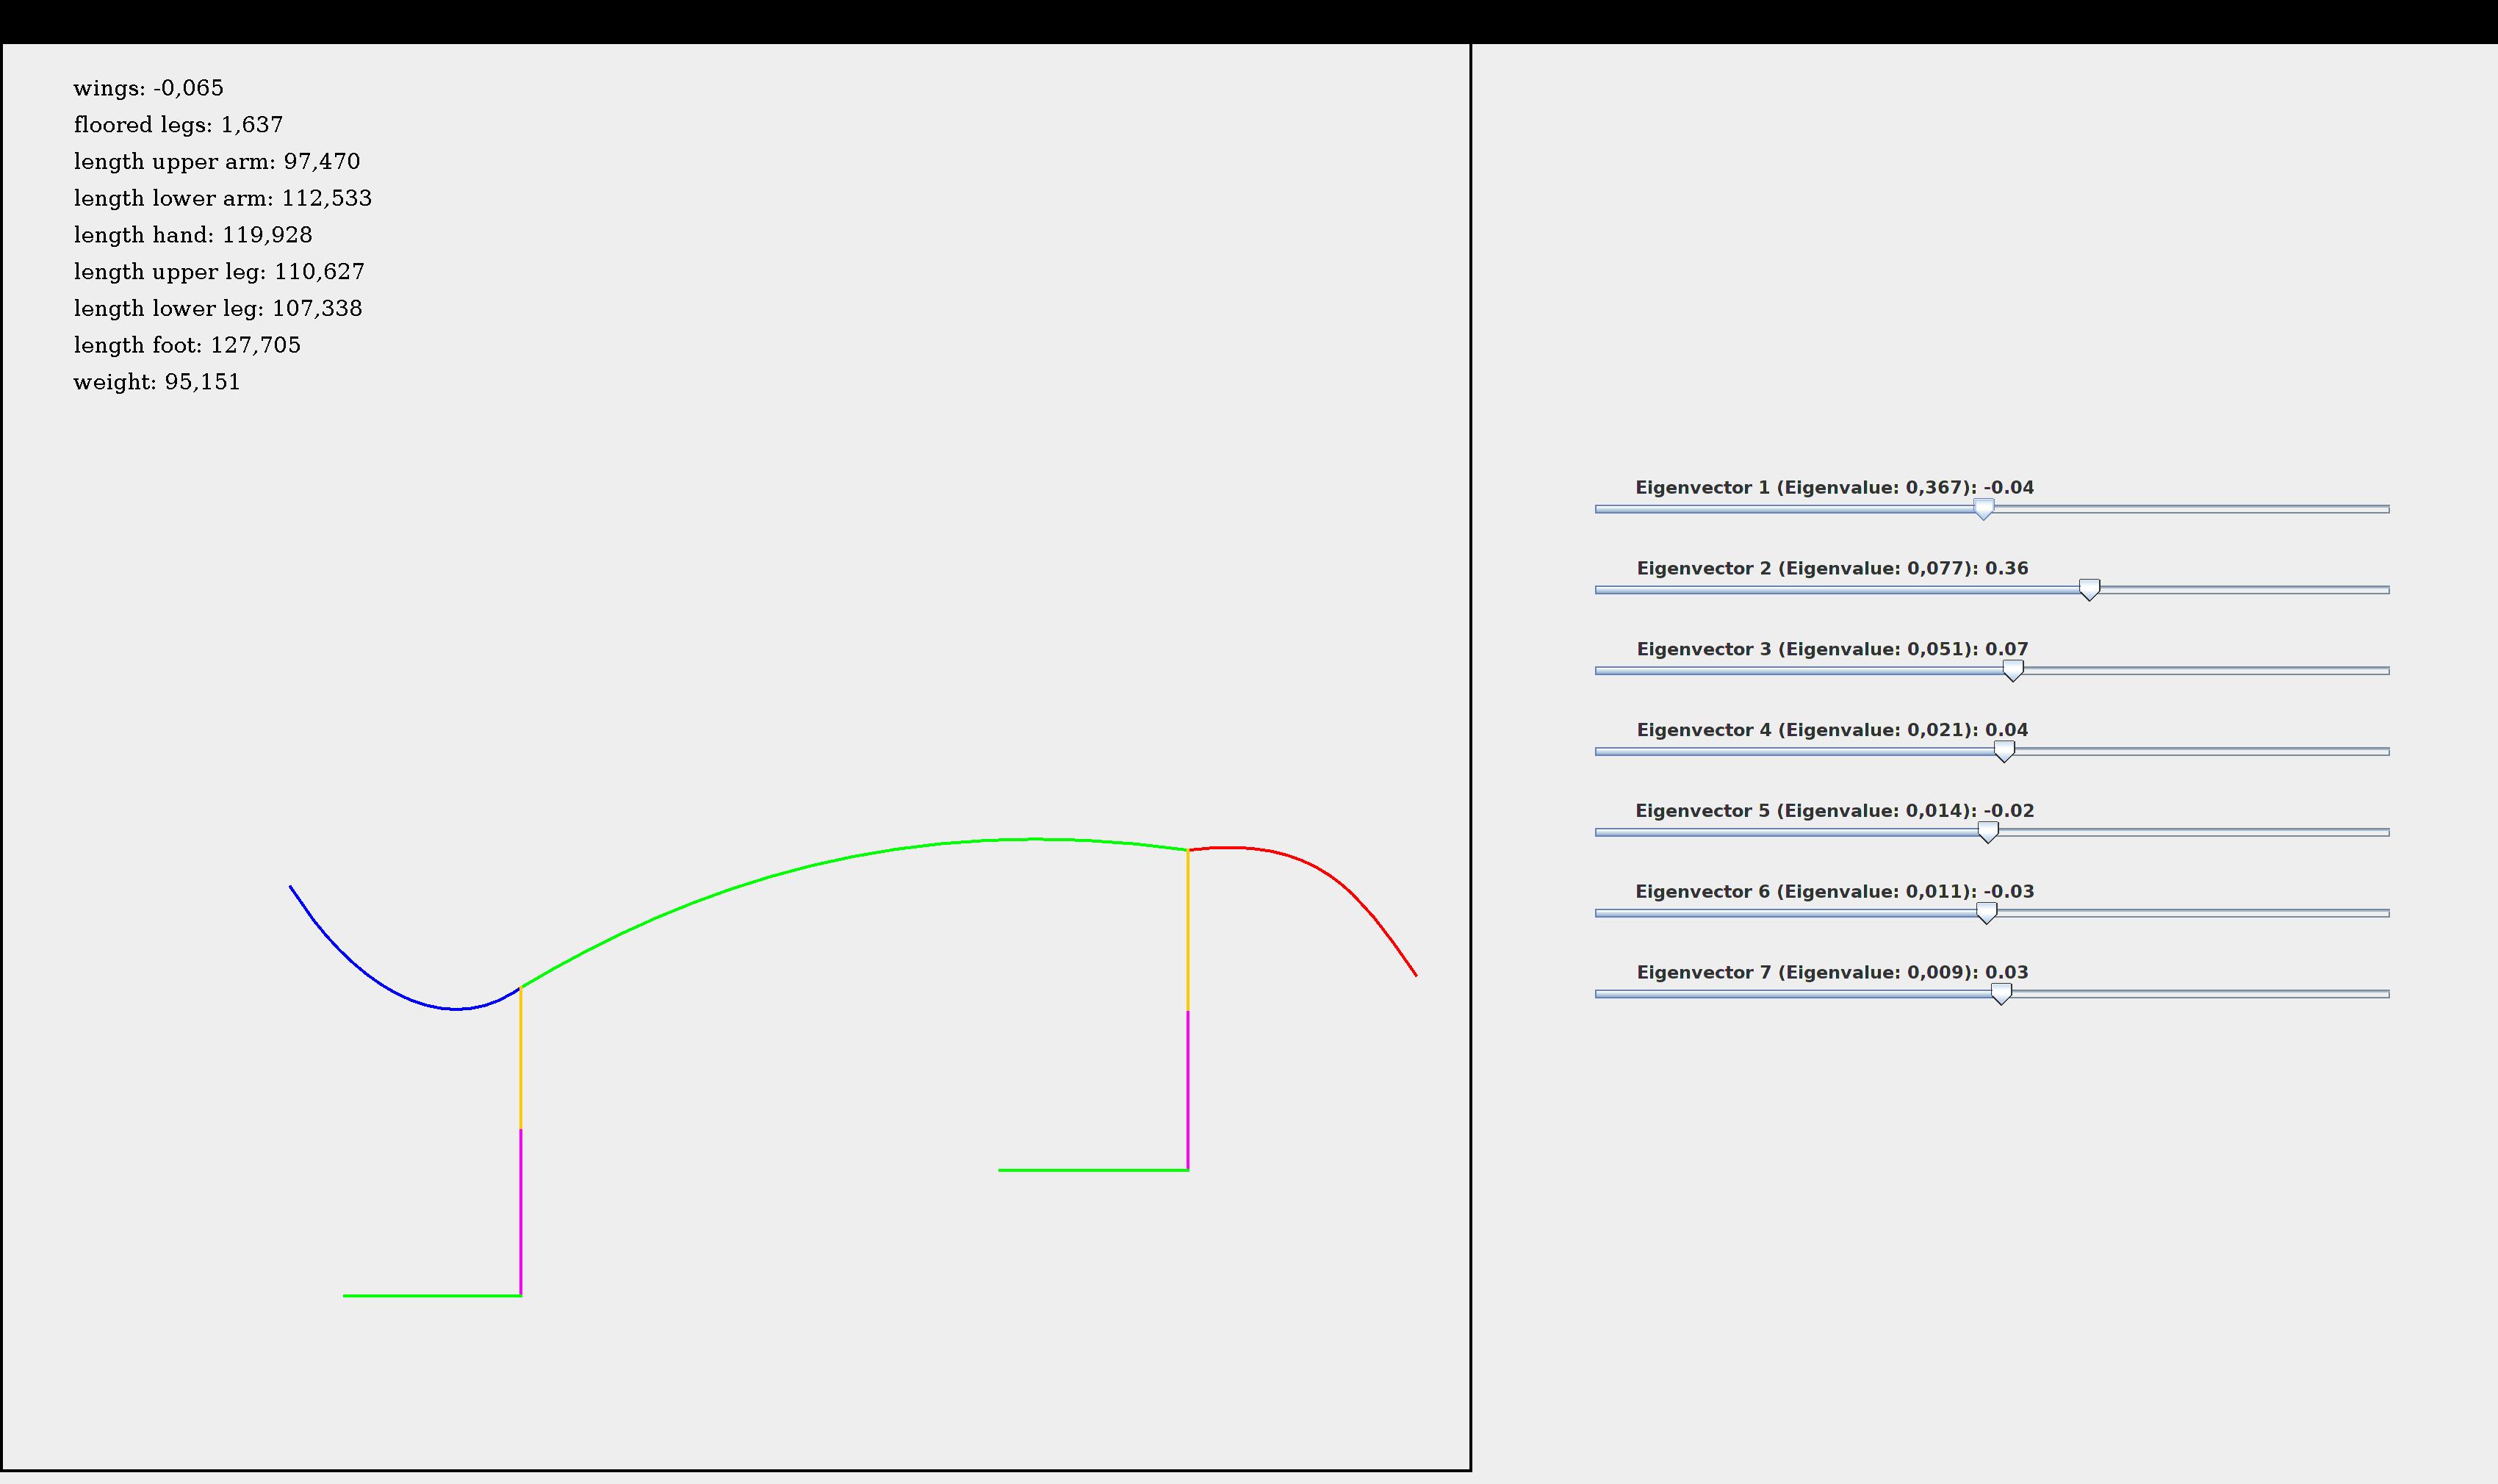 wings: -0,065
floored legs: 1,637
length upper arm: 97,470
length lower arm: 112,533
length hand: 119,928
length upper leg: 110,627
length lower leg: 107,338
length foot: 127,705
weight: 95,151
Eigenvector 1 (Eigenvalue: 0,367): -0.04
Eigenvector 2 (Eigenvalue: 0,077): 0.36
Eigenvector 3 (Eigenvalue: 0,051): 0.07
Eigenvector 4 (Eigenvalue: 0,021): 0.04
Eigenvector 5 (Eigenvalue: 0,014): -0.02
Eigenvector 6 (Eigenvalue: 0,011): -0.03
Eigenvector 7 (Eigenvalue: 0,009): 0.03